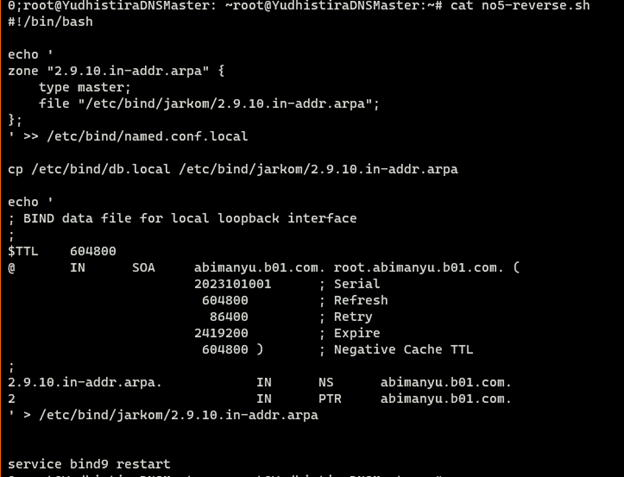 0;root@YudhistiraDNSMaster: ~root@YudhistiraDNSMaster:~# cat no5-reverse.sh
#!/bin/bash

echo '
zone "2.9.10.in-addr.arpa" {
    type master;
    file "/etc/bind/jarkom/2.9.10.in-addr.arpa";
};
' >> /etc/bind/named.conf.local

cp /etc/bind/db.local /etc/bind/jarkom/2.9.10.in-addr.arpa

echo '
; BIND data file for local loopback interface
;
$TTL    604800
@       IN      SOA     abimanyu.b01.com. root.abimanyu.b01.com. (
                        2023101001      ; Serial
                         604800         ; Refresh
                          86400         ; Retry
                        2419200         ; Expire
                         604800 )       ; Negative Cache TTL
;
2.9.10.in-addr.arpa.            IN      NS      abimanyu.b01.com.
2                               IN      PTR     abimanyu.b01.com.
' > /etc/bind/jarkom/2.9.10.in-addr.arpa


service bind9 restart